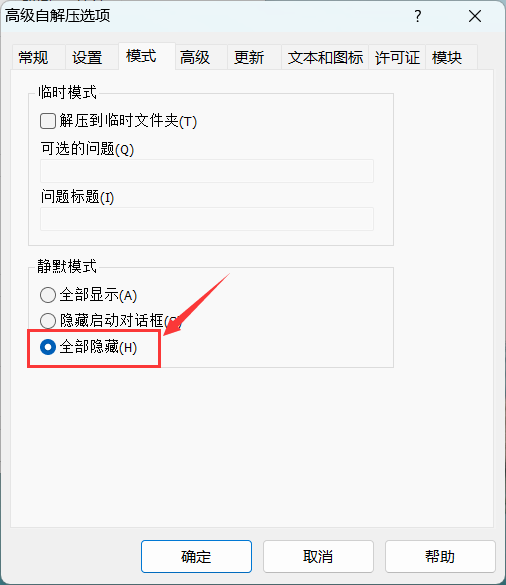 高级自解压选项 ?
常规 设置 模式 高级 更新 文本和图标 许可证 模块
临时模式
解压到临时文件夹(T)
可选的问题(Q)
问题标题(I)
静默模式
全部显示(A)
隐藏启动对话框
全部隐藏(H)
确定 取消 帮助